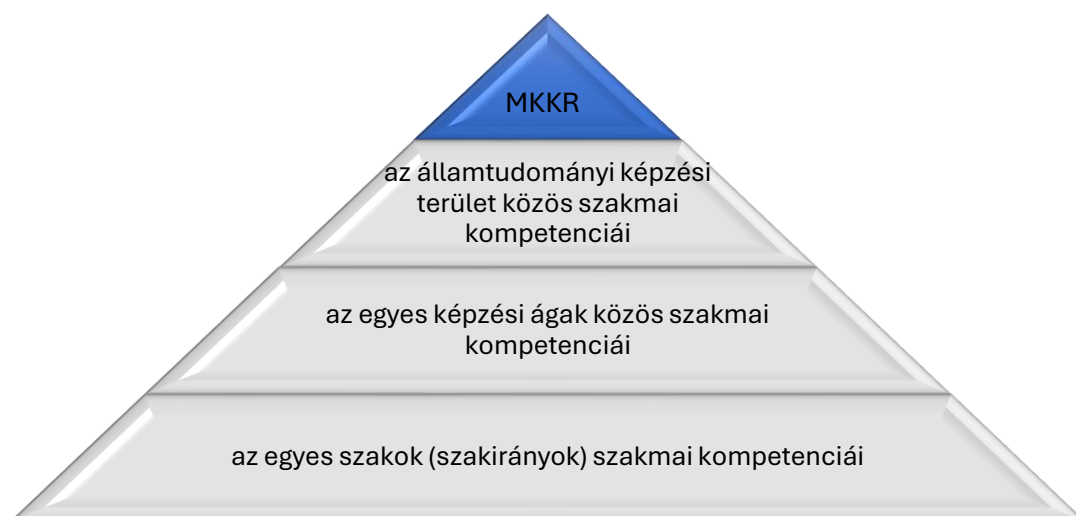 MKKR
az államtudományi képzési
terület közös szakmai
kompetenciái
az egyes képzési ágak közös szakmai
kompetenciái
az egyes szakok (szakirányok) szakmai kompetenciái